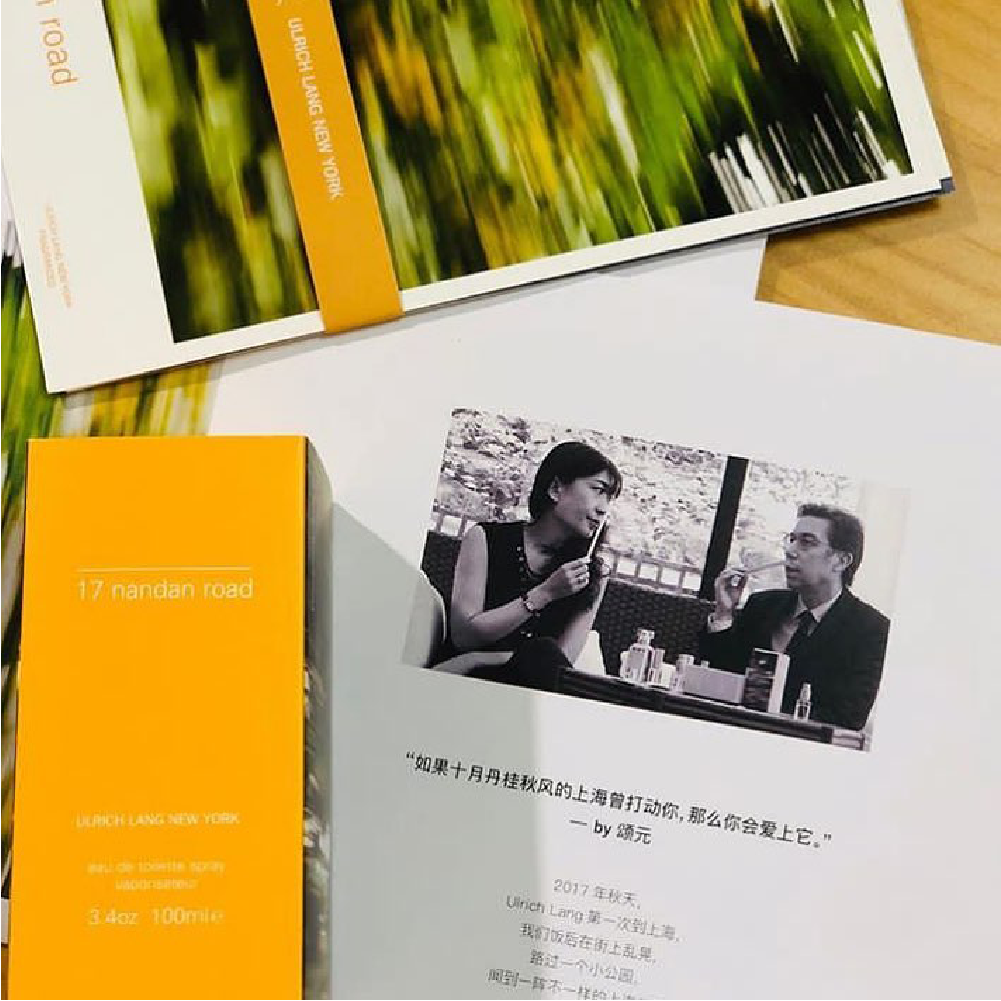 road
ULRICH LANG NEW YORK
ULRICH LANG NEW YORK
FRAGRANCE
17 nandan road
ULRICH LANG NEW YORK
eau de toilette spray
vaporisateur
3.4oz 100ml℮
“如果十月丹桂秋风的上海曾打动你,那么你会爱上它。”
— by 颂元
2017 年秋天,
Ulrich Lang 第一次到上海,
我们饭后在街上乱晃,
路过一个小公园,
闻到一阵不一样的上海